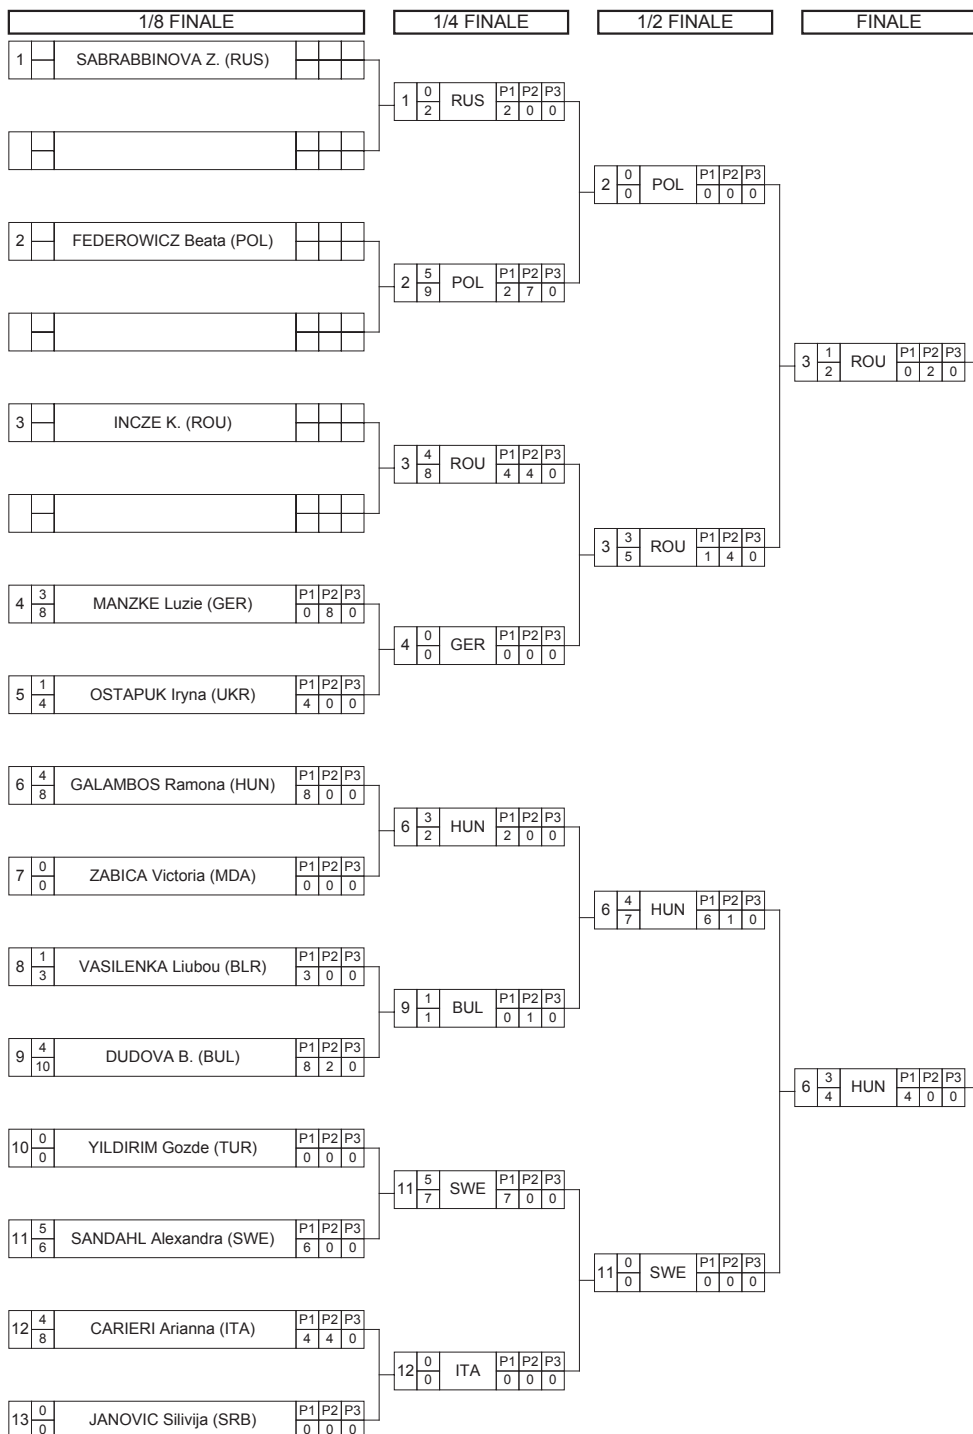 1/8 FINALE 1/4 FINALE 1/2 FINALE FINALE
1 SABRABBINOVA Z. (RUS)
1 0 2 RUS P1 P2 P3 2 0 0
2 0 0 POL P1 P2 P3 0 0 0
2 FEDEROWICZ Beata (POL)
2 5 9 POL P1 P2 P3 2 7 0
3 1 2 ROU P1 P2 P3 0 2 0
3 INCZE K. (ROU)
3 4 8 ROU P1 P2 P3 4 4 0
3 3 5 ROU P1 P2 P3 1 4 0
4 3 8 MANZKE Luzie (GER) P1 P2 P3 0 8 0
4 0 0 GER P1 P2 P3 0 0 0
5 1 4 OSTAPUK Iryna (UKR) P1 P2 P3 4 0 0
6 4 8 GALAMBOS Ramona (HUN) P1 P2 P3 8 0 0
6 3 2 HUN P1 P2 P3 2 0 0
7 0 0 ZABICA Victoria (MDA) P1 P2 P3 0 0 0
6 4 7 HUN P1 P2 P3 6 1 0
8 1 3 VASILENKA Liubou (BLR) P1 P2 P3 3 0 0
9 1 1 BUL P1 P2 P3 0 1 0
9 4 10 DUDOVA B. (BUL) P1 P2 P3 8 2 0
6 3 4 HUN P1 P2 P3 4 0 0
10 0 0 YILDIRIM Gozde (TUR) P1 P2 P3 0 0 0
11 5 7 SWE P1 P2 P3 7 0 0
11 5 6 SANDAHL Alexandra (SWE) P1 P2 P3 6 0 0
11 0 0 SWE P1 P2 P3 0 0 0
12 4 8 CARIERI Arianna (ITA) P1 P2 P3 4 4 0
12 0 0 ITA P1 P2 P3 0 0 0
13 0 0 JANOVIC Silivija (SRB) P1 P2 P3 0 0 0